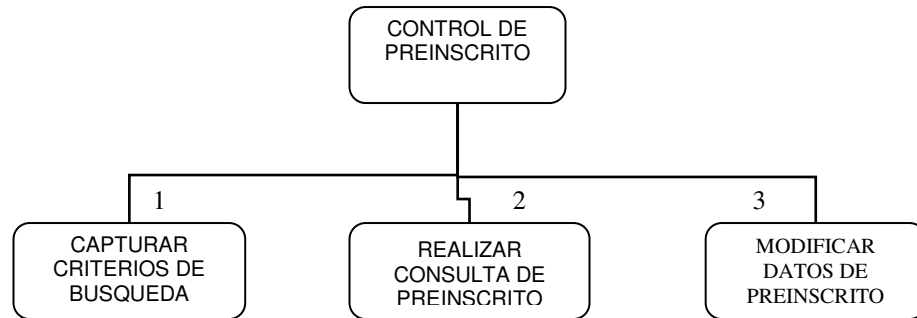 CONTROL DE
PREINSCRITO
1
2
3
CAPTURAR
CRITERIOS DE
BUSQUEDA
REALIZAR
CONSULTA DE
PREINSCRITO
MODIFICAR
DATOS DE
PREINSCRITO